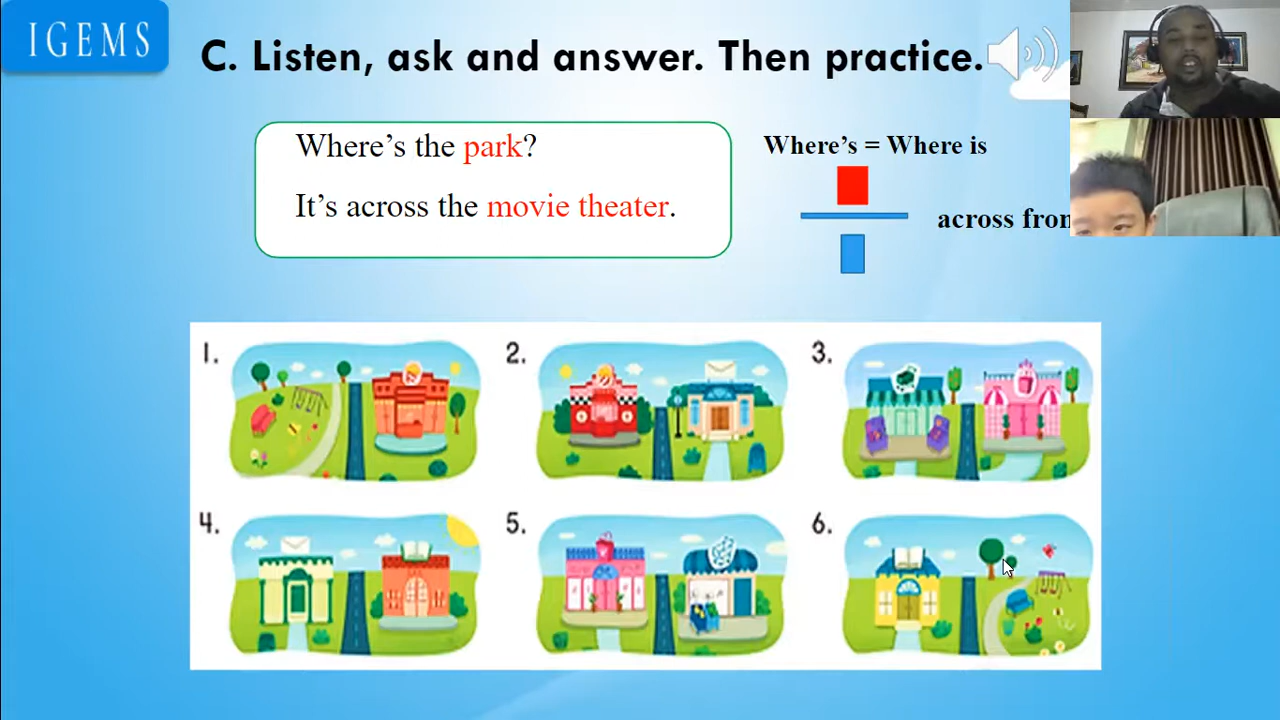 IGEMS
C. Listen, ask and answer. Then practice.
Where's the park?
It's across the movie theater.
Where's = Where is
across from
1.
2.
3.
4.
5.
6.